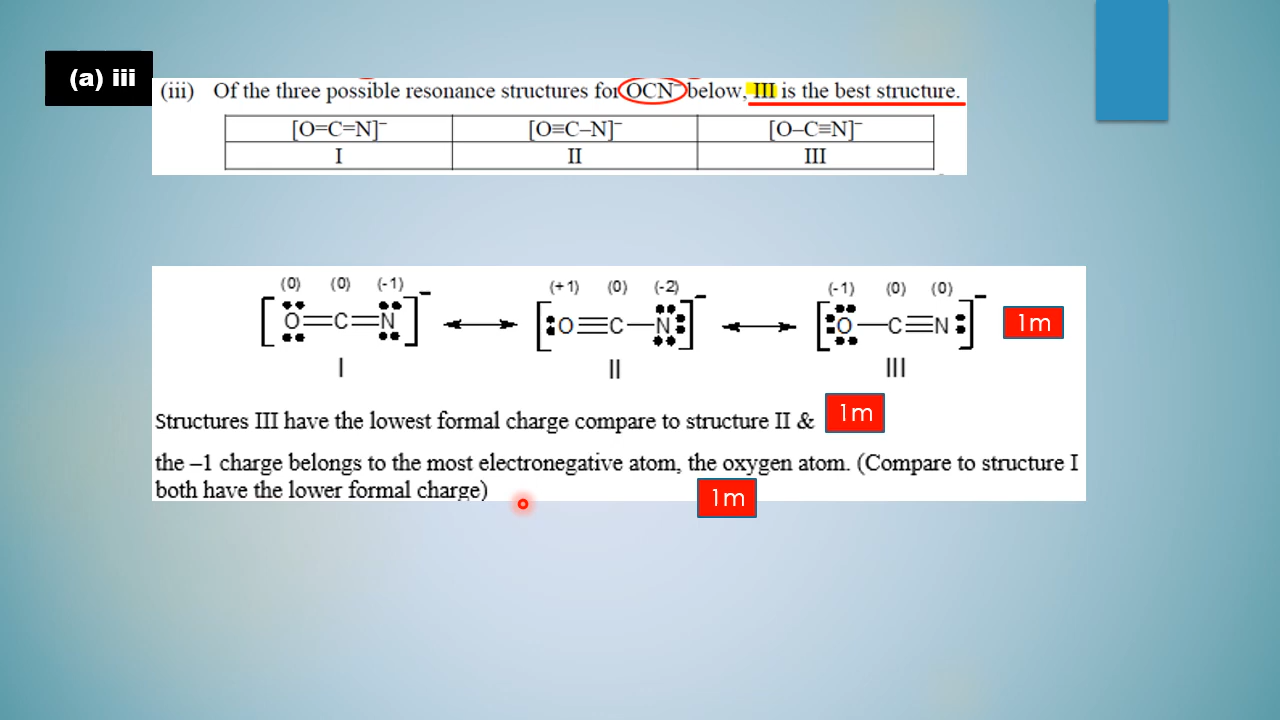 (a) iii
(iii) Of the three possible resonance structures for OCN⁻ below, III is the best structure.
[O=C=N]⁻ [O≡C–N]⁻ [O–C≡N]⁻
I II III
(0) (0) (-1) (+1) (0) (-2) (-1) (0) (0)
[O=C=N]⁻ ↔ [O≡C—N]⁻ ↔ [O—C≡N]⁻ 1m
I II III
Structures III have the lowest formal charge compare to structure II & 1m
the –1 charge belongs to the most electronegative atom, the oxygen atom. (Compare to structure I
both have the lower formal charge) 1m